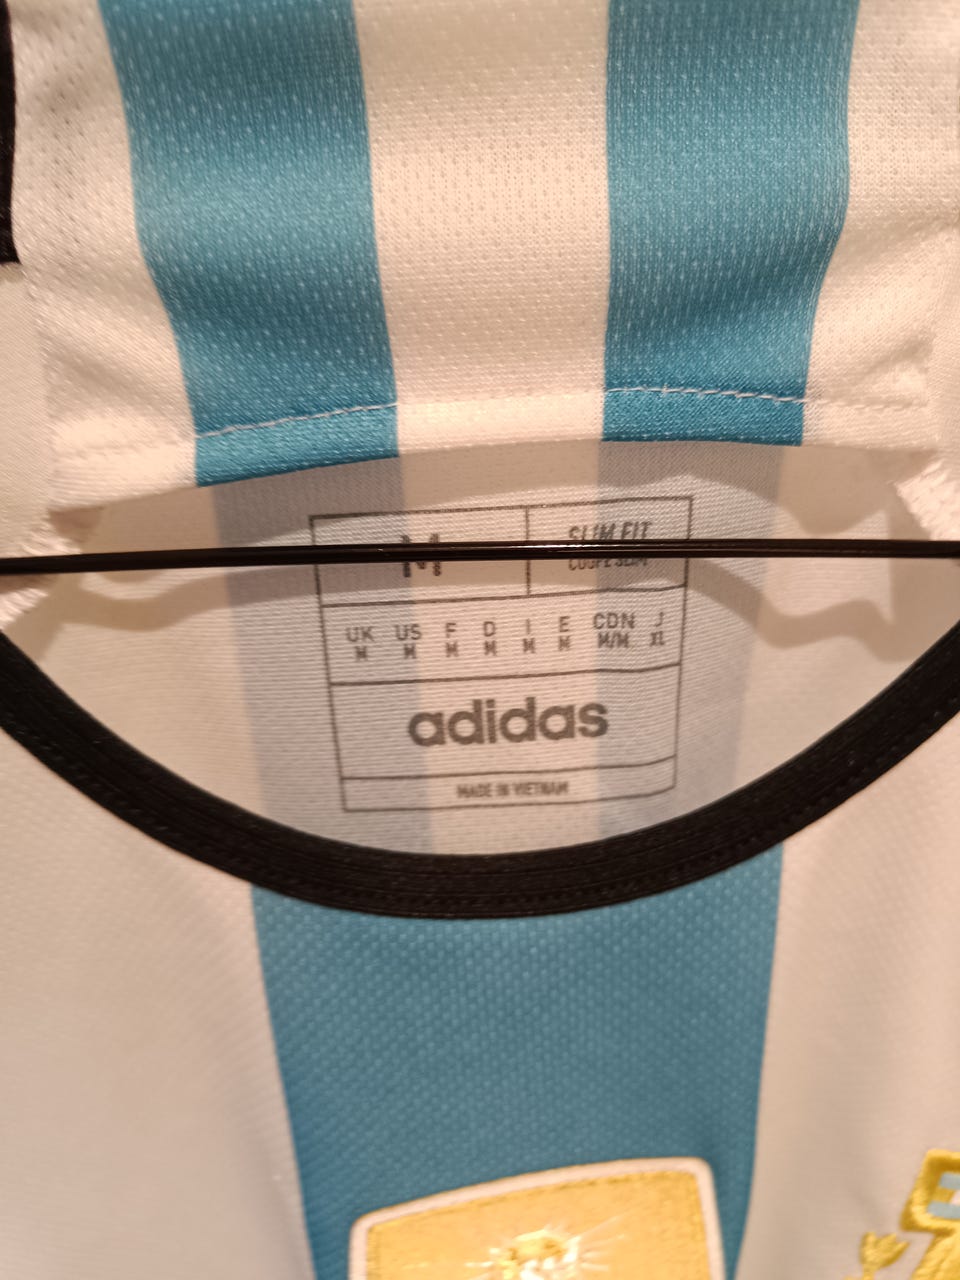 M
SLIM FIT
COUPE SLIM
UK US F D I E CDN J
M M M M M M M/M XL
adidas
MADE IN VIETNAM